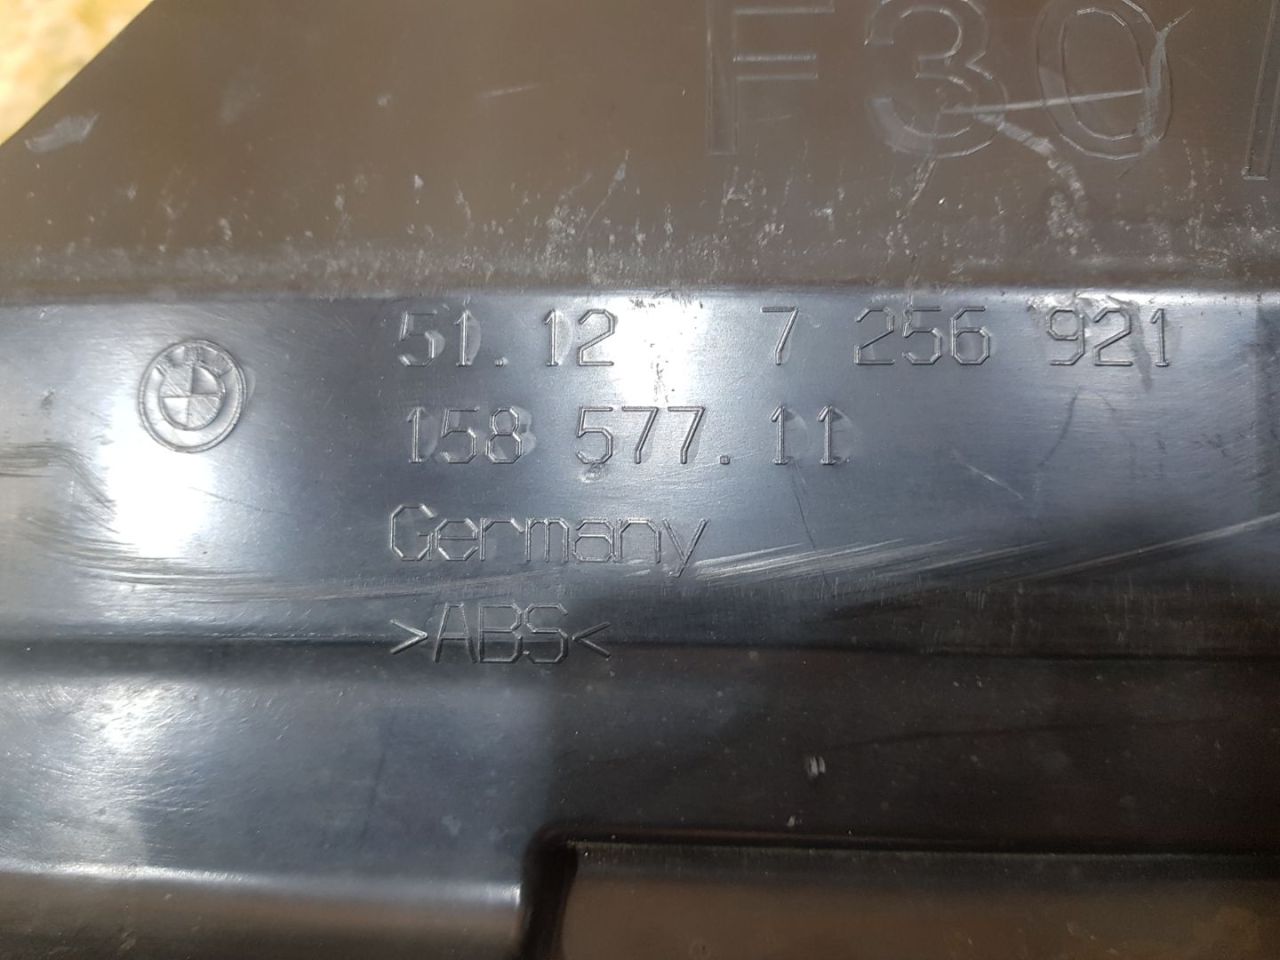 F30
51.12 7 256 921
158 577.11
Germany
>ABS<